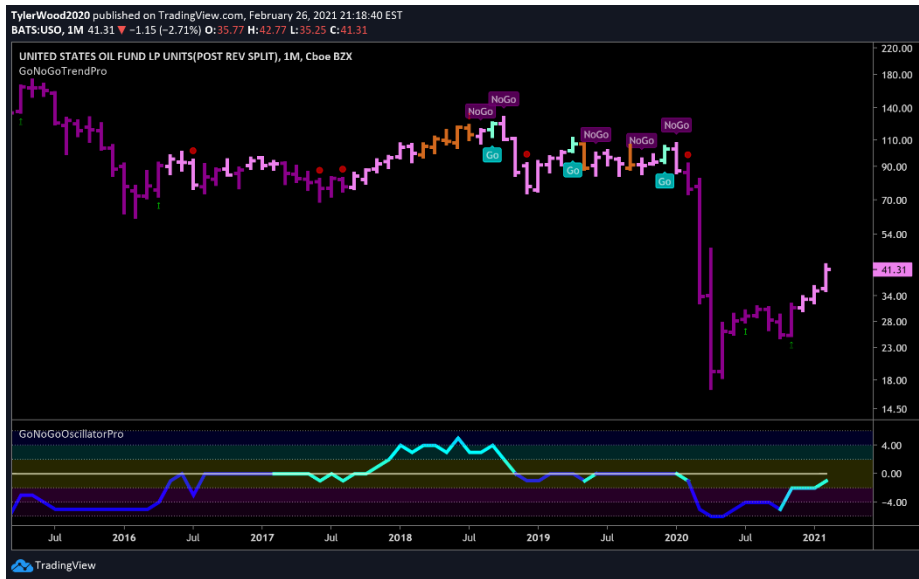 TylerWood2020 published on TradingView.com, February 26, 2021 21:18:40 EST
BATS:USO, 1M 41.31 ▼ −1.15 (−2.71%) O:35.77 H:42.77 L:35.25 C:41.31
UNITED STATES OIL FUND LP UNITS(POST REV SPLIT), 1M, Cboe BZX
GoNoGoTrendPro
220.00
180.00
140.00
110.00
90.00
70.00
54.00
41.31
34.00
28.00
23.00
18.00
14.50
NoGo
NoGo
Go
NoGo
Go
NoGo
NoGo
Go
GoNoGoOscillatorPro
4.00
0.00
−4.00
Jul 2016 Jul 2017 Jul 2018 Jul 2019 Jul 2020 Jul 2021
TradingView